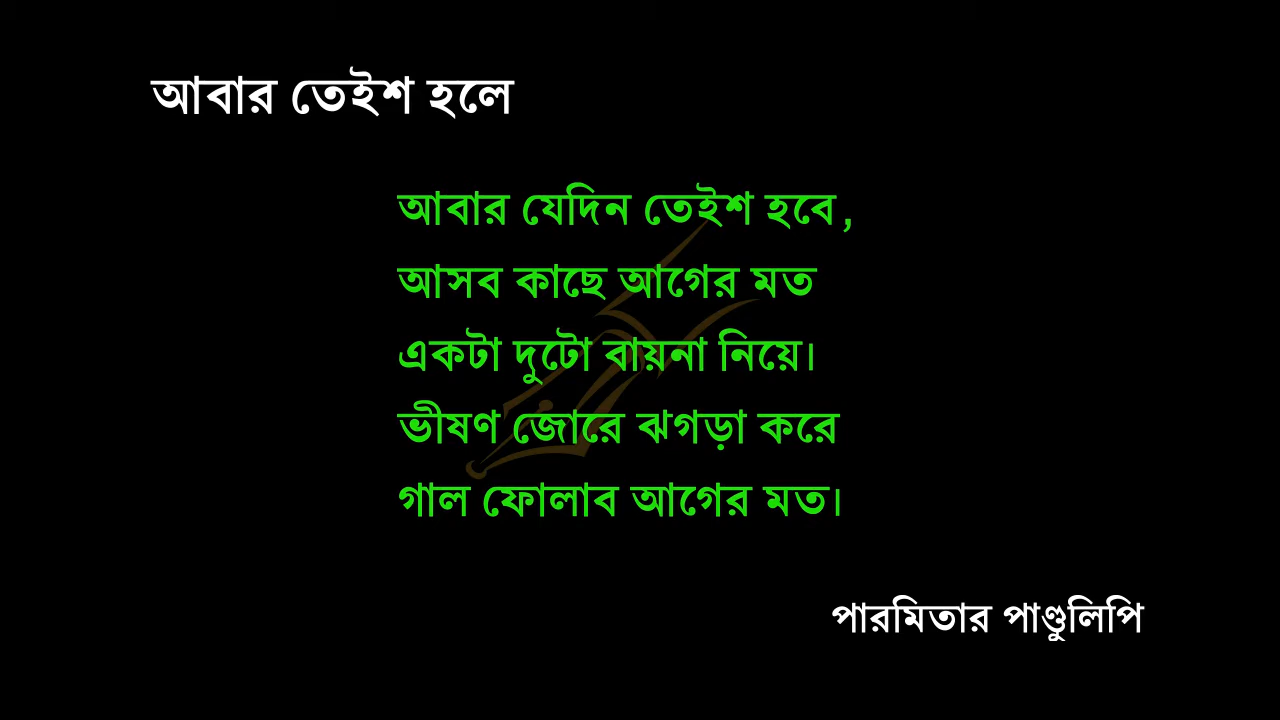 আবার তেইশ হলে
আবার যেদিন তেইশ হবে,
আসব কাছে আগের মত
একটা দুটো বায়না নিয়ে।
ভীষণ জোরে ঝগড়া করে
গাল ফোলাব আগের মত।
পারমিতার পাণ্ডুলিপি